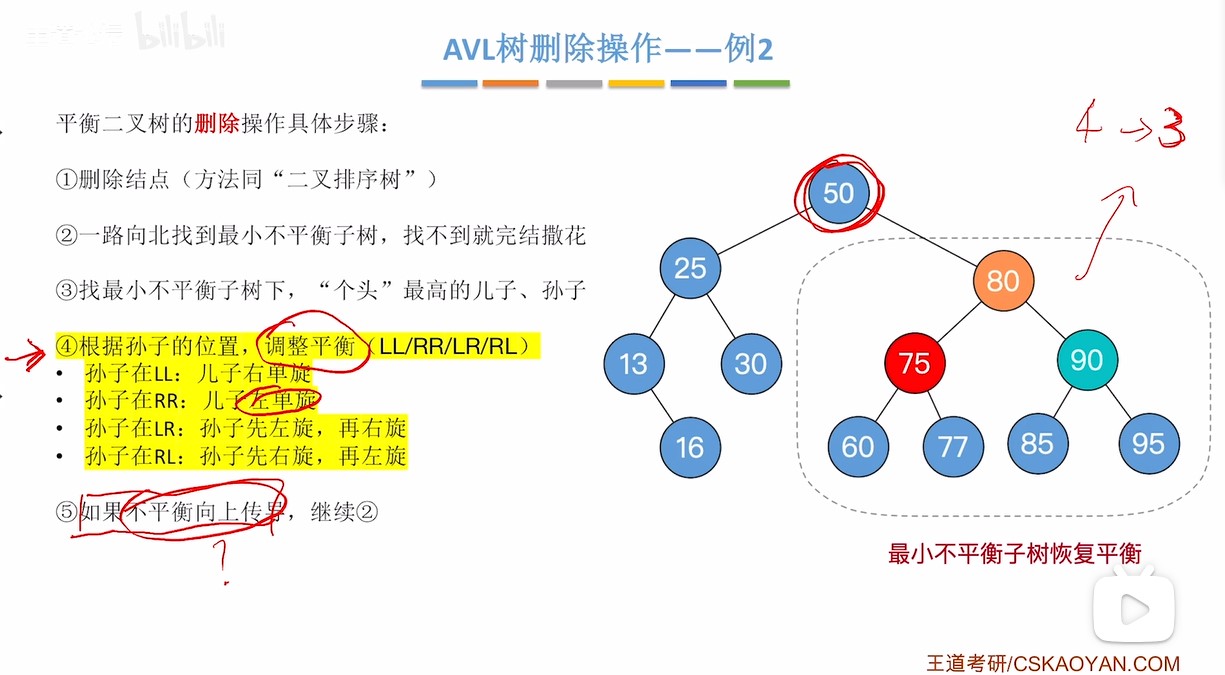 bilibili
AVL树删除操作——例2
平衡二叉树的删除操作具体步骤：
①删除结点（方法同“二叉排序树”）
②一路向北找到最小不平衡子树，找不到就完结撒花
③找最小不平衡子树下，“个头”最高的儿子、孙子
④根据孙子的位置，调整平衡（LL/RR/LR/RL）
• 孙子在LL：儿子右单旋
• 孙子在RR：儿子左单旋
• 孙子在LR：孙子先左旋，再右旋
• 孙子在RL：孙子先右旋，再左旋
⑤如果不平衡向上传导，继续②
?
4→3
50
25
80
13
30
75
90
16
60
77
85
95
最小不平衡子树恢复平衡
王道考研/CSKAOYAN.COM